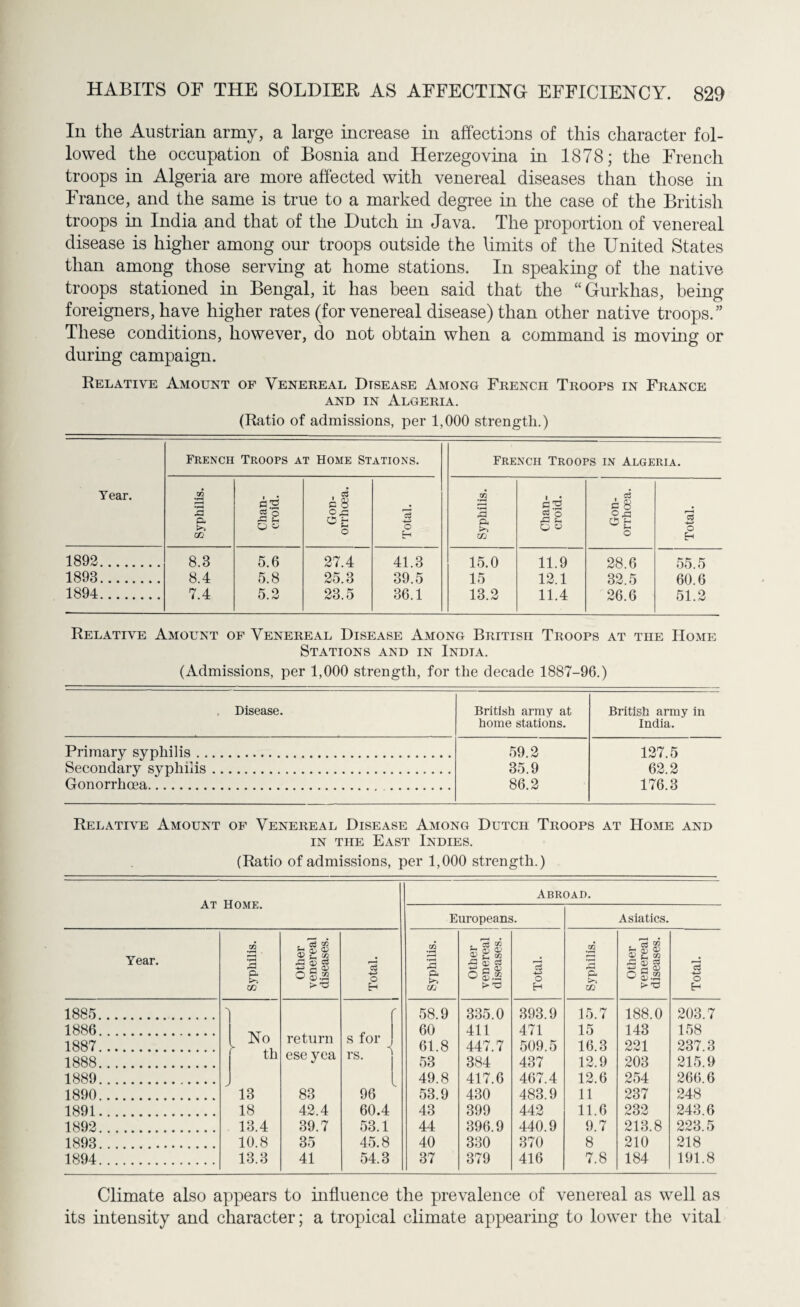 HABITS OF THE SOLDIER AS AFFECTING EFFICIENCY. 829
In the Austrian army, a large increase in affections of this character fol-
lowed the occupation of Bosnia and Herzegovina in 1878; the French
troops in Algeria are more affected with venereal diseases than those in
France, and the same is true to a marked degree in the case of the British
troops in India and that of the Dutch in Java. The proportion of venereal
disease is higher among our troops outside the limits of the United States
than among those serving at home stations. In speaking of the native
troops stationed in Bengal, it has been said that the “Gurkhas, being
foreigners, have higher rates (for venereal disease) than other native troops.”
These conditions, however, do not obtain when a command is moving or
during campaign.
Relative Amount of Venereal Disease Among French Troops in France
and in Algeria.
(Ratio of admissions, per 1,000 strength.)
Year. French Troops at Home Stations. French Troops in Algeria.
Syphilis. Chan-croid. Gon-orrhœa. Total. Syphilis. Chan-croid. Gon-orrhœa. Total.
1892........ 8.3 5.6 27.4 41.3 15.0 11.9 28.6 55.5
1893........ 8.4 5.8 25.3 39.5 15 12.1 32.5 60.6
1894........ 7.4 5.2 23.5 36.1 13.2 11.4 26.6 51.2
Relative Amount of Venereal Disease Among British Troops at the Home
Stations and in India.
(Admissions, per 1,000 strength, for the decade 1887-96.)
Disease. British army at home stations. British army in India.
Primary syphilis ........ 59.2 127.5
Secondary syphilis ........ 35.9 62.2
Gonorrhœa........ 86.2 176.3
Relative Amount of Venereal Disease Among Dutch Troops at Home and
in the East Indies.
(Ratio of admissions, per 1,000 strength.)
At Home. Abroad.
Europeans. Asiatics.
Year. Syphilis. Other venereal diseases. Total. Syphilis. Other venereal diseases. Total. Syphilis. Other venereal diseases. Total.
1885........ 58.9 335.0 393.9 15.7 188.0 203.7
1886........ 60 411 471 15 143 158
1887........ No return s for 61.8 447.7 509.5 16.3 221 237.3
1888........ th ese yea rs. 53 384 437 12.9 203 215.9
1889........ 49.8 417.6 467.4 12.6 254 266.6
1890........ 13 83 96 53.9 430 483.9 11 237 248
1891........ 18 42.4 60.4 43 399 442 11.6 232 243.6
1892........ 13.4 39.7 53.1 44 396.9 440.9 9.7 213.8 223.5
1893........ 10.8 35 45.8 40 330 370 8 210 218
1894........ 13.3 41 54.3 37 379 416 7.8 184 191.8
Climate also appears to influence the prevalence of venereal as well as
its intensity and character; a tropical climate appearing to lower the vital